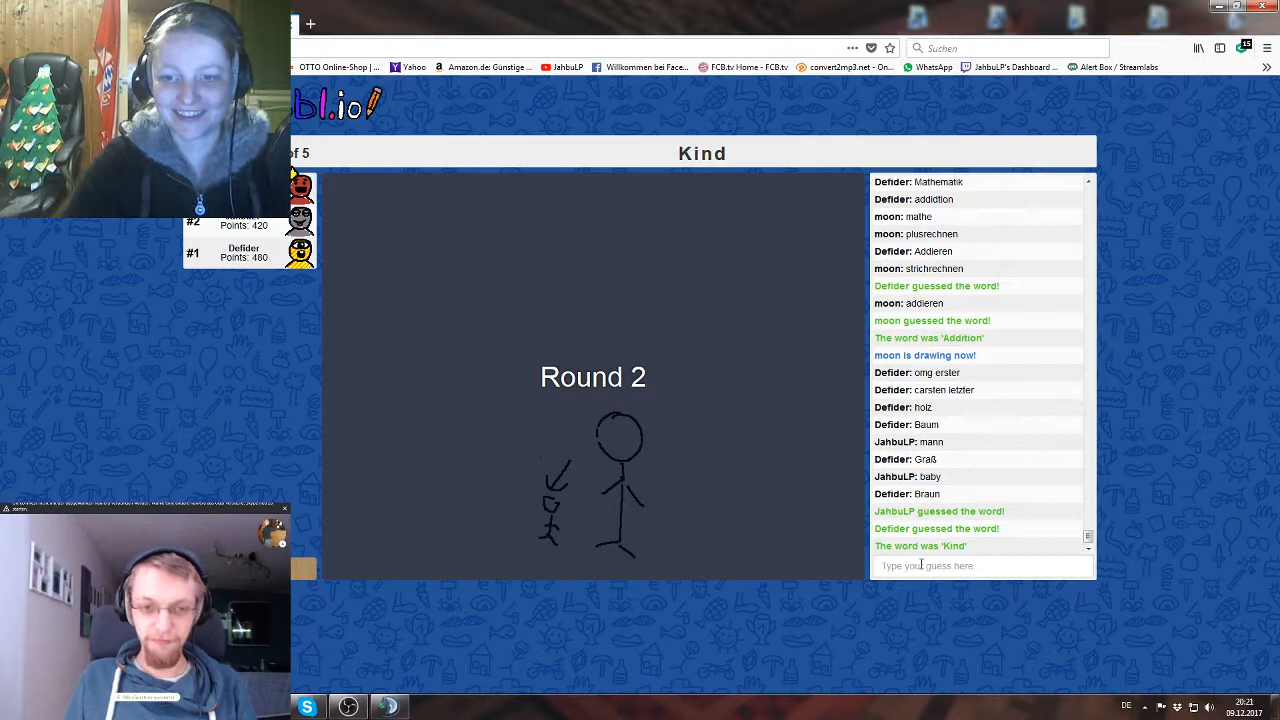 Suchen
15
OTTO Online-Shop |...
Yahoo
Amazon.de: Günstige ...
JahbuLP
Willkommen bei Face...
FCB.tv Home - FCB.tv
convert2mp3.net - On...
WhatsApp
JahbuLP's Dashboard ...
Alert Box / Streamlabs
bbl.io
of 5
Kind
#2
Points: 420
#1
Defider
Points: 480
Round 2
Defider: Mathematik
Defider: addidtion
moon: mathe
moon: plusrechnen
Defider: Addieren
moon: strichrechnen
Defider guessed the word!
moon: addieren
moon guessed the word!
The word was 'Addition'
moon is drawing now!
Defider: omg erster
Defider: carsten letzter
Defider: holz
Defider: Baum
JahbuLP: mann
Defider: Graß
JahbuLP: baby
Defider: Braun
JahbuLP guessed the word!
Defider guessed the word!
The word was 'Kind'
Type your guess here...
DE
20:21
09.12.2017